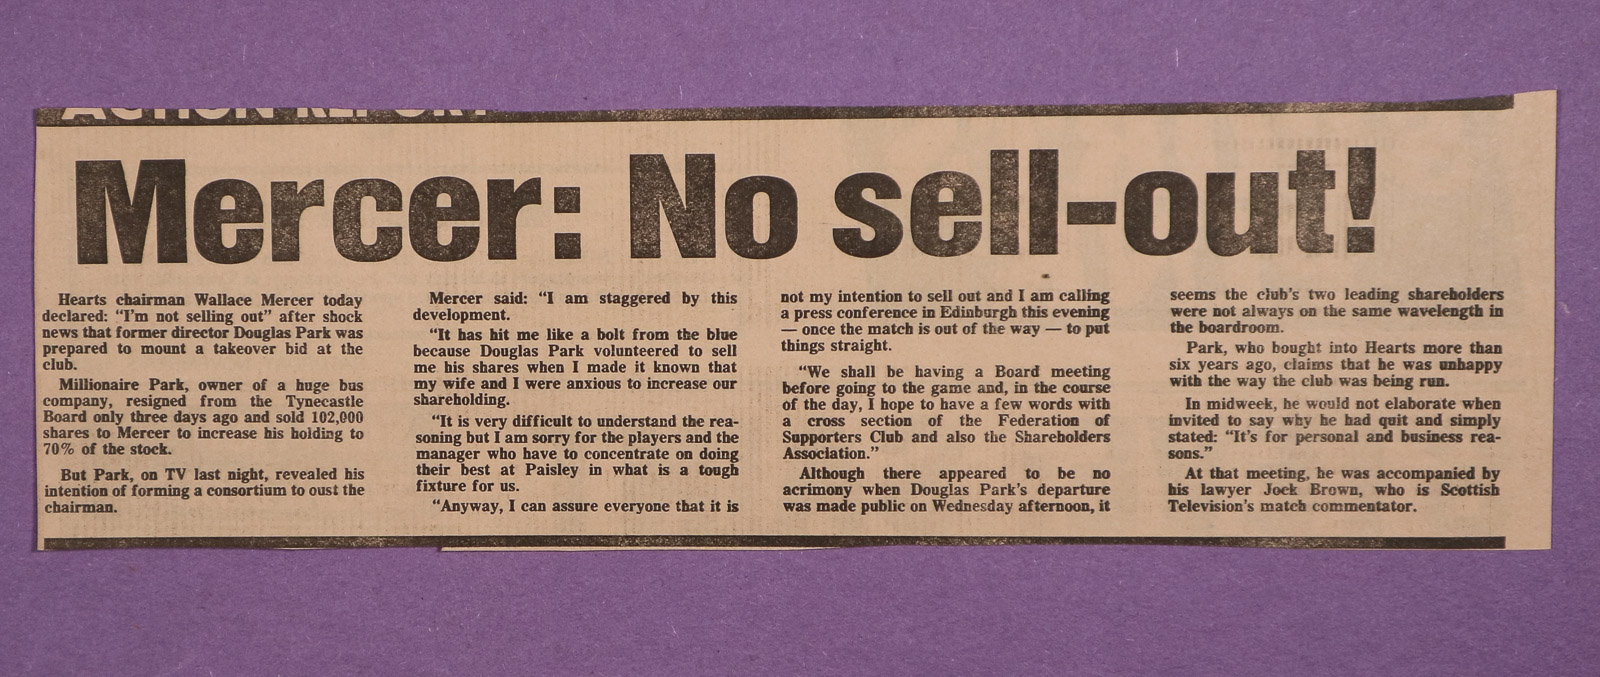 ACTION REPORT
Mercer: No sell-out!
Hearts chairman Wallace Mercer today
declared: “I’m not selling out” after shock
news that former director Douglas Park was
prepared to mount a takeover bid at the
club.
Millionaire Park, owner of a huge bus
company, resigned from the Tynecastle
Board only three days ago and sold 102,000
shares to Mercer to increase his holding to
70% of the stock.
But Park, on TV last night, revealed his
intention of forming a consortium to oust the
chairman.
Mercer said: “I am staggered by this
development.
“It has hit me like a bolt from the blue
because Douglas Park volunteered to sell
me his shares when I made it known that
my wife and I were anxious to increase our
shareholding.
“It is very difficult to understand the rea-
soning but I am sorry for the players and the
manager who have to concentrate on doing
their best at Paisley in what is a tough
fixture for us.
“Anyway, I can assure everyone that it is
not my intention to sell out and I am calling
a press conference in Edinburgh this evening
— once the match is out of the way — to put
things straight.
“We shall be having a Board meeting
before going to the game and, in the course
of the day, I hope to have a few words with
a cross section of the Federation of
Supporters Club and also the Shareholders
Association.”
Although there appeared to be no
acrimony when Douglas Park’s departure
was made public on Wednesday afternoon, it
seems the club’s two leading shareholders
were not always on the same wavelength in
the boardroom.
Park, who bought into Hearts more than
six years ago, claims that he was unhappy
with the way the club was being run.
In midweek, he would not elaborate when
invited to say why he had quit and simply
stated: “It’s for personal and business rea-
sons.”
At that meeting, he was accompanied by
his lawyer Jock Brown, who is Scottish
Television’s match commentator.